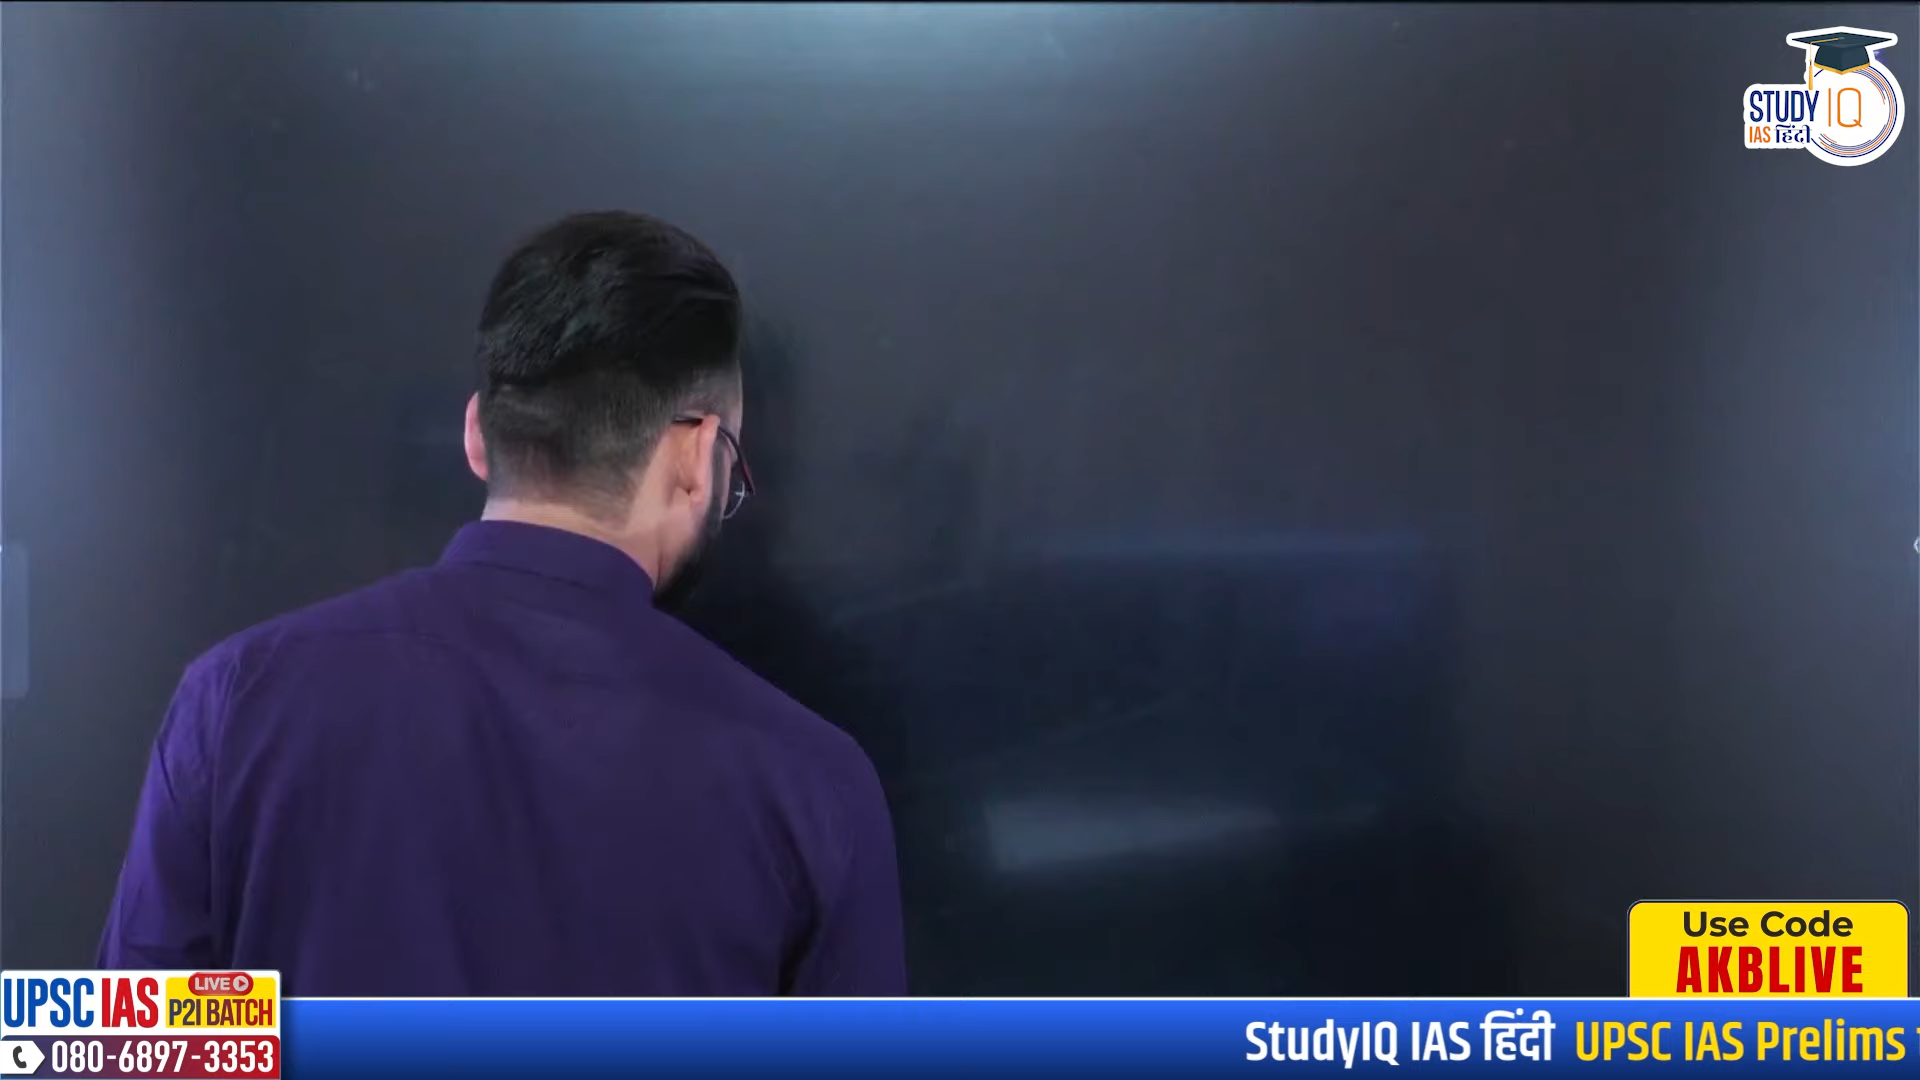 STUDY IQ
IAS हिंदी
Use Code
AKBLIVE
UPSC IAS
LIVE
P2I BATCH
080-6897-3353
StudyIQ IAS हिंदी UPSC IAS Prelims